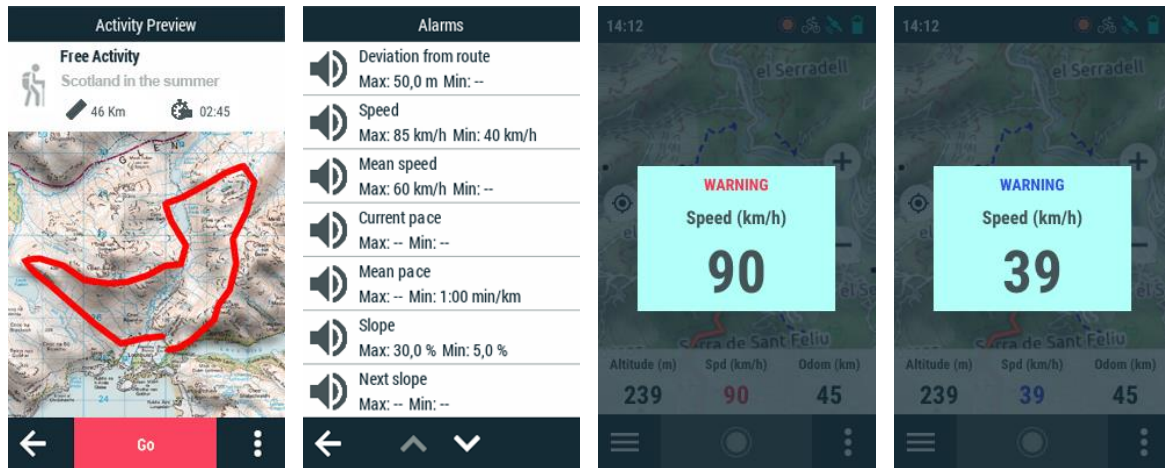 Activity Preview
Free Activity
Scotland in the summer
46 Km 02:45
GLEN
24
Go
Alarms
Deviation from route
Max: 50,0 m Min: --
Speed
Max: 85 km/h Min: 40 km/h
Mean speed
Max: 60 km/h Min: --
Current pace
Max: -- Min: --
Mean pace
Max: -- Min: 1:00 min/km
Slope
Max: 30,0 % Min: 5,0 %
Next slope
Max: -- Min: --
14:12
el Serradell
WARNING
Speed (km/h)
90
Serra de Sant Feliu
Altitude (m) Spd (km/h) Odom (km)
239 90 45
14:12
el Serradell
WARNING
Speed (km/h)
39
Serra de Sant Feliu
Altitude (m) Spd (km/h) Odom (km)
239 39 45